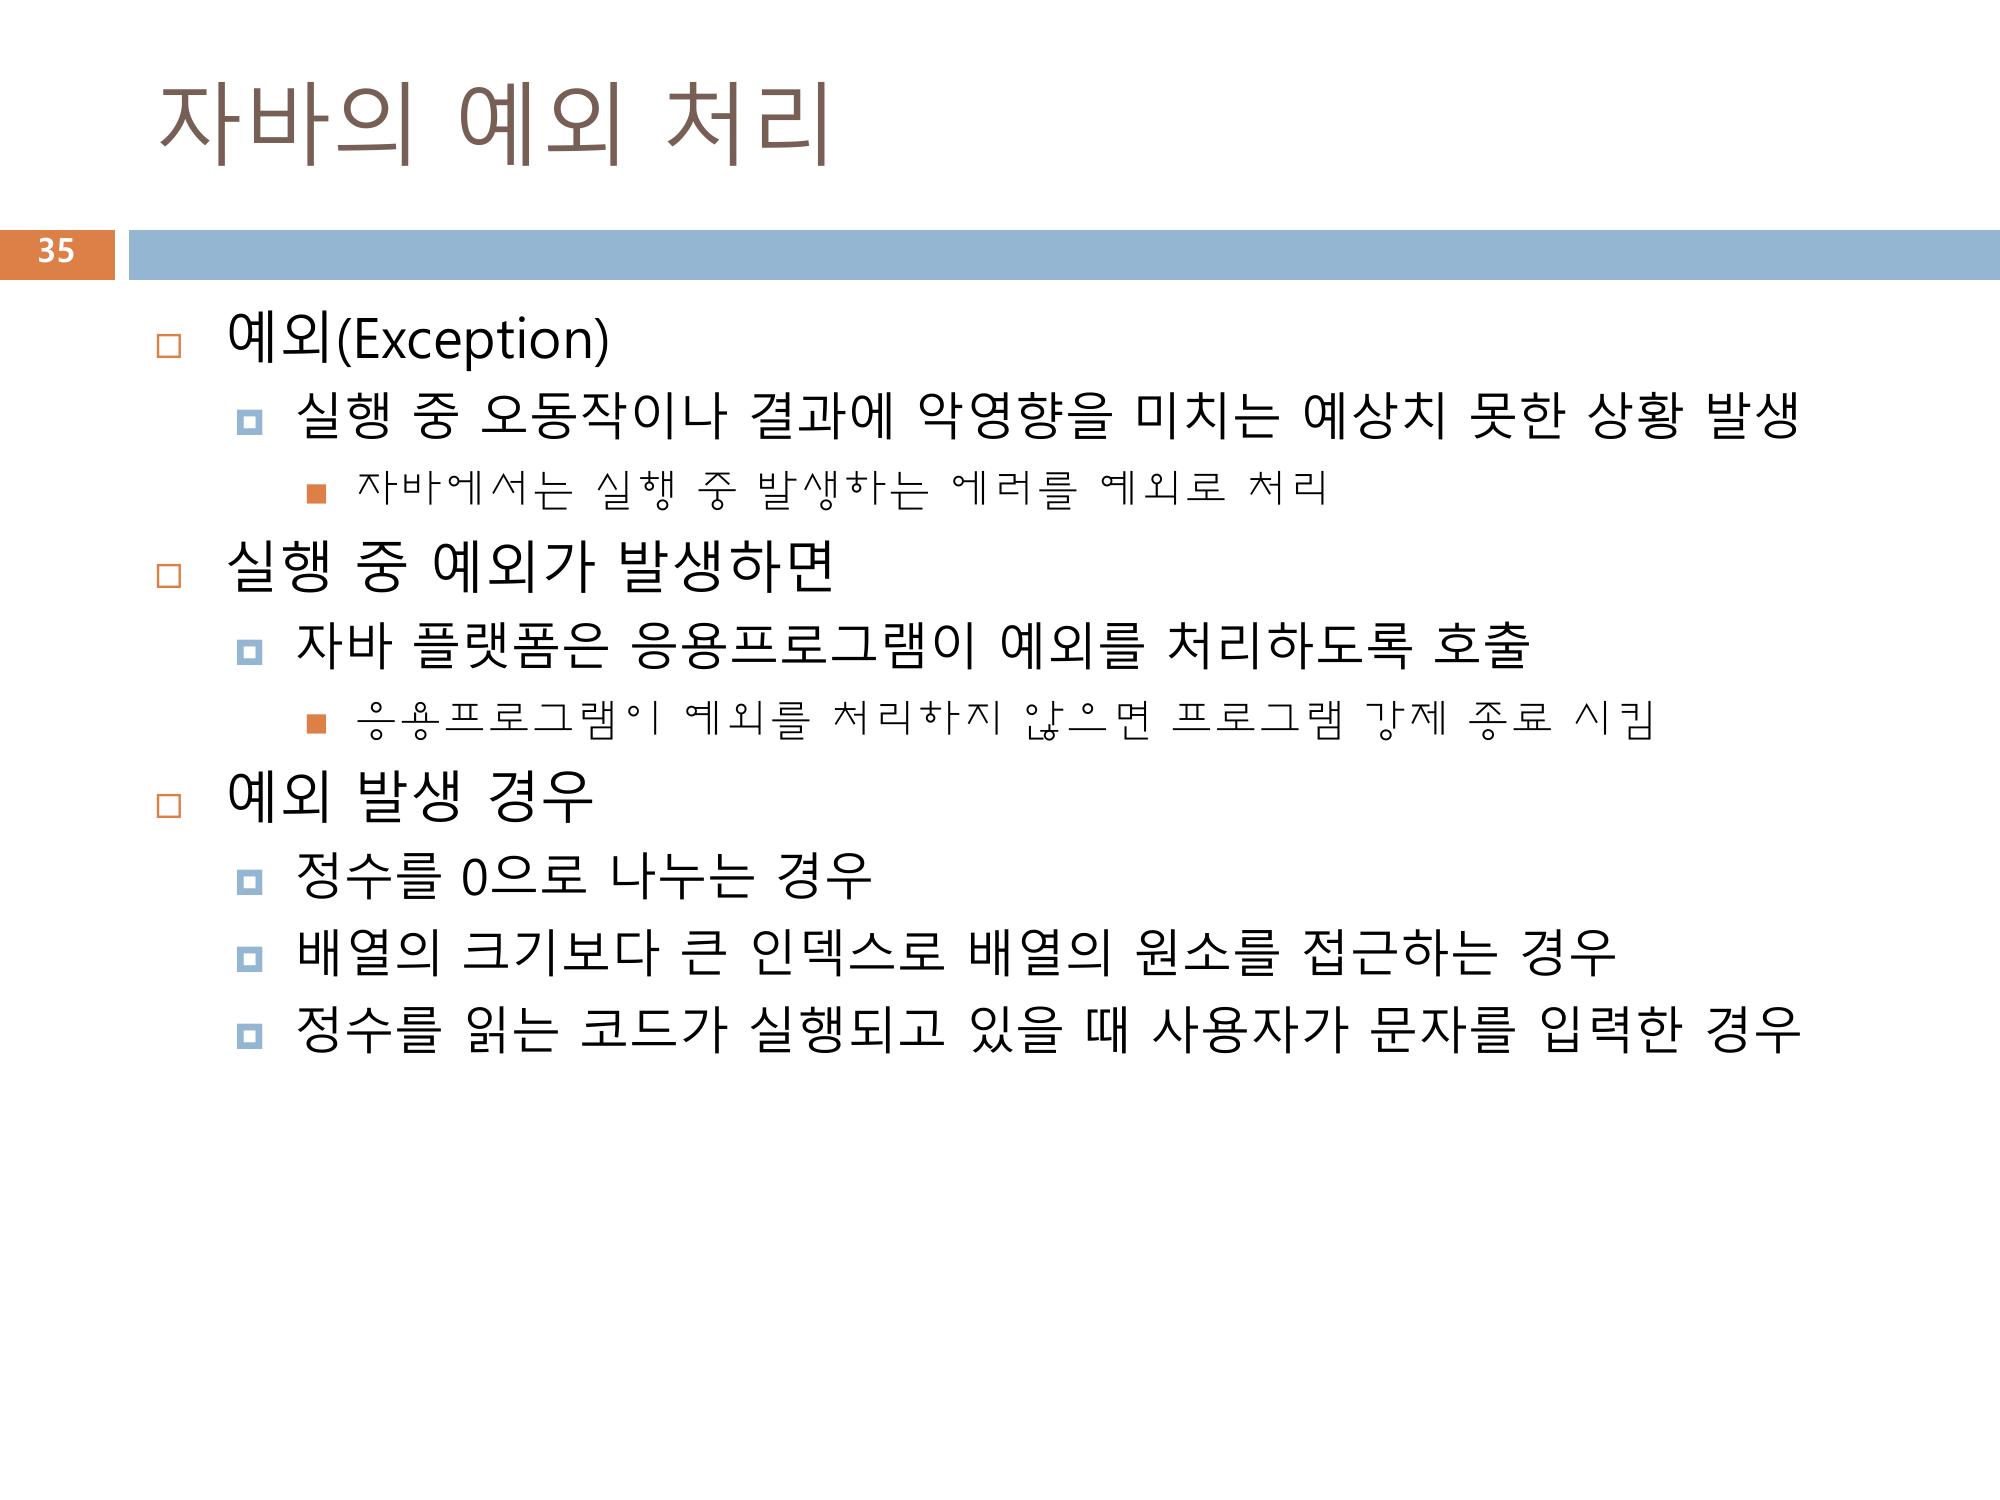 자바의 예외 처리
35
예외(Exception)
실행 중 오동작이나 결과에 악영향을 미치는 예상치 못한 상황 발생
자바에서는 실행 중 발생하는 에러를 예외로 처리
실행 중 예외가 발생하면
자바 플랫폼은 응용프로그램이 예외를 처리하도록 호출
응용프로그램이 예외를 처리하지 않으면 프로그램 강제 종료 시킴
예외 발생 경우
정수를 0으로 나누는 경우
배열의 크기보다 큰 인덱스로 배열의 원소를 접근하는 경우
정수를 읽는 코드가 실행되고 있을 때 사용자가 문자를 입력한 경우